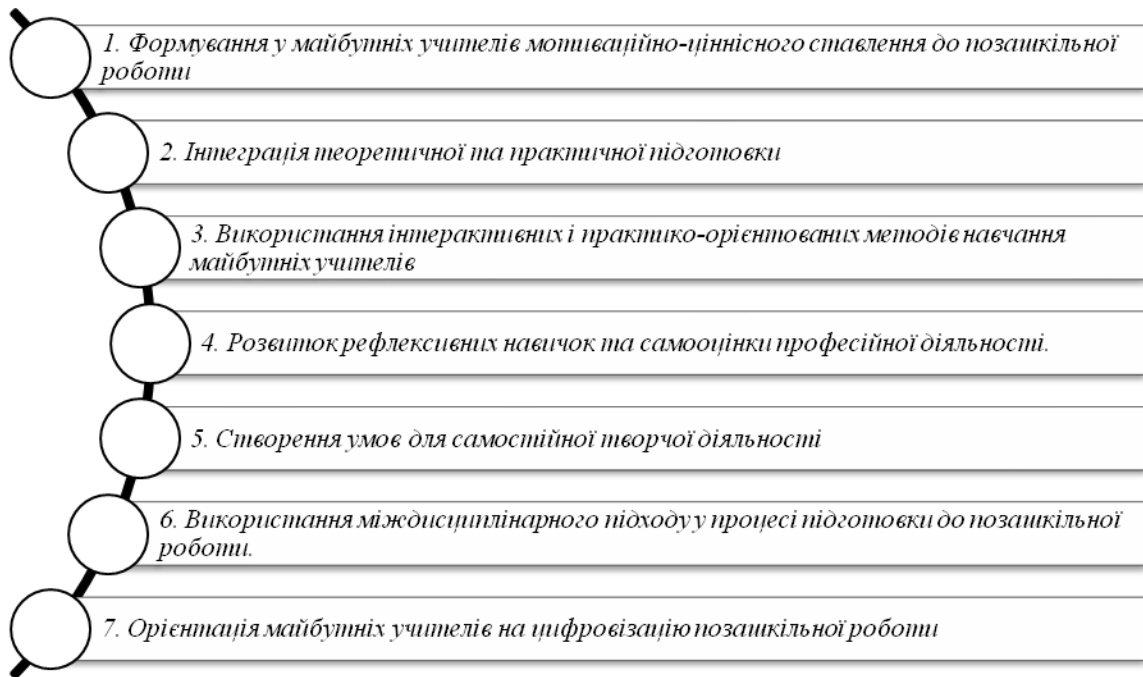 1. Формування у майбутніх учителів мотиваційно-ціннісного ставлення до позашкільної
роботи
2. Інтеграція теоретичної та практичної підготовки
3. Використання інтерактивних і практико-орієнтованих методів навчання
майбутніх учителів
4. Розвиток рефлексивних навичок та самооцінки професійної діяльності.
5. Створення умов для самостійної творчої діяльності
6. Використання міждисциплінарного підходу у процесі підготовки до позашкільної
роботи.
7. Орієнтація майбутніх учителів на цифровізацію позашкільної роботи